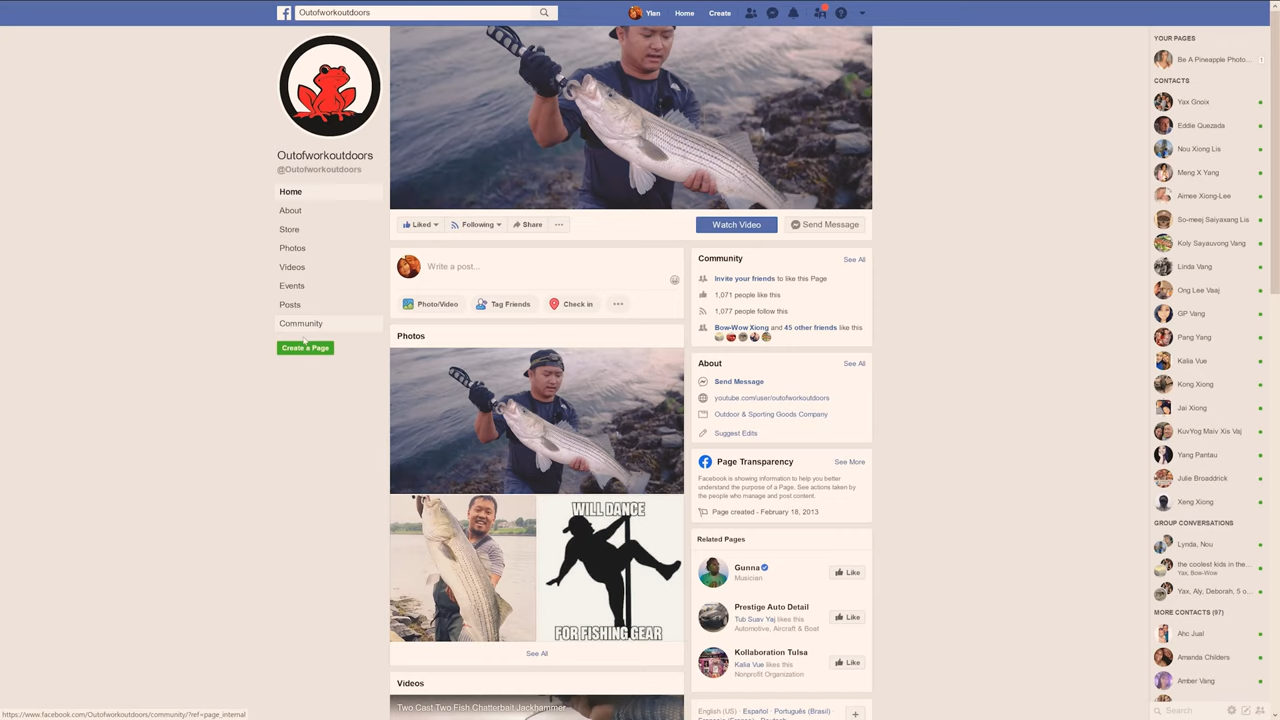 Outofworkoutdoors
Ylan
Home
Create
Outofworkoutdoors
@Outofworkoutdoors
Home
About
Store
Photos
Videos
Events
Posts
Community
Create a Page
Liked
Following
Share
Watch Video
Send Message
Write a post...
Photo/Video
Tag Friends
Check in
Photos
WILL DANCE
FOR FISHING GEAR
See All
Videos
Two Cast Two Fish Chatterbait Jackhammer
Community
See All
Invite your friends to like this Page
1,071 people like this
1,077 people follow this
Bow-Wow Xiong and 45 other friends like this
About
See All
Send Message
youtube.com/user/outofworkoutdoors
Outdoor & Sporting Goods Company
Suggest Edits
Page Transparency
See More
Facebook is showing information to help you better
understand the purpose of a Page. See actions taken by
the people who manage and post content.
Page created - February 18, 2013
Related Pages
Gunna
Musician
Like
Prestige Auto Detail
Tub Suav Yaj likes this
Automotive, Aircraft & Boat
Like
Kollaboration Tulsa
Kalia Vue likes this
Nonprofit Organization
Like
English (US) · Español · Português (Brasil) ·
YOUR PAGES
Be A Pineapple Photo...
1
CONTACTS
Yax Gnoix
Eddie Quezada
Nou Xiong Lis
Meng X Yang
Aimee Xiong-Lee
So-meej Saiyaxang Lis
Koly Sayauvong Vang
Linda Vang
Ong Lee Vaaj
GP Vang
Pang Yang
Kalia Vue
Kong Xiong
Jai Xiong
KuvYog Maiv Xis Vaj
Yang Pantau
Julie Broaddrick
Xeng Xiong
GROUP CONVERSATIONS
Lynda, Nou
the coolest kids in the...
Yax, Bow-Wow
Yax, Aly, Deborah, 5 o...
MORE CONTACTS (97)
Ahc Jual
Amanda Childers
Amber Vang
Search
https://www.facebook.com/Outofworkoutdoors/community/?ref=page_internal